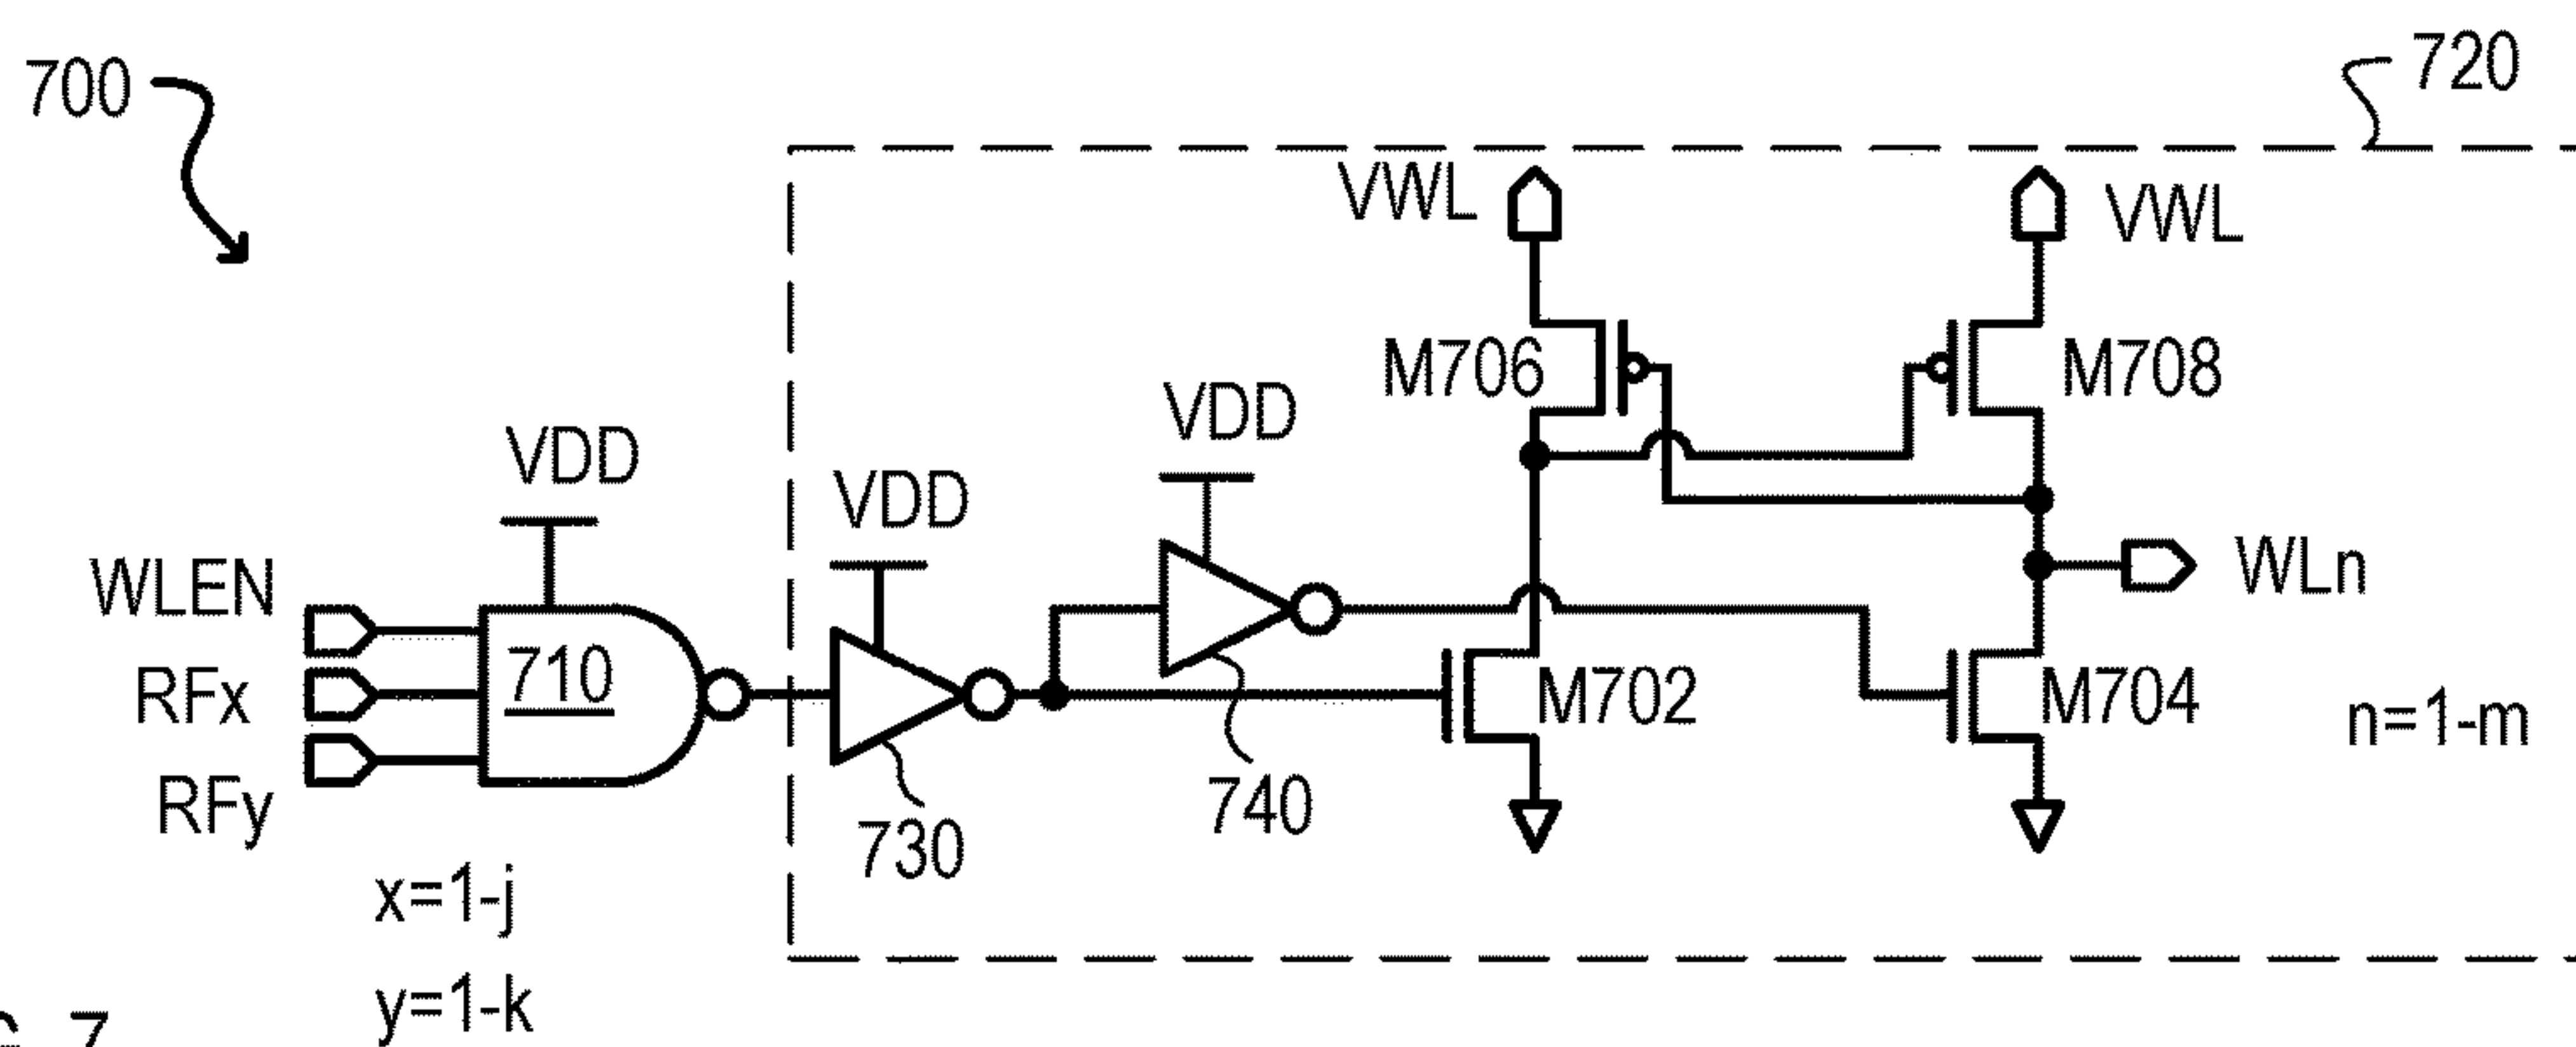 700
720
VWL
VWL
M706
M708
VDD
VDD
VDD
WLEN
710
RFx
RFy
730
740
M702
M704
WLn
n=1-m
x=1-j
y=1-k
7